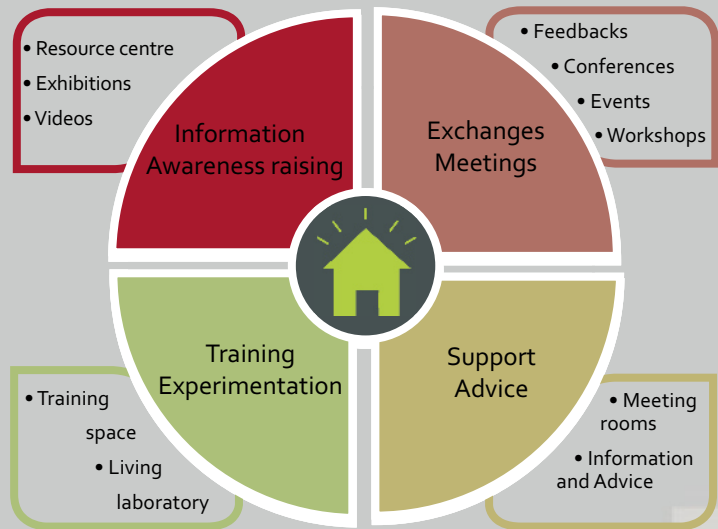 • Resource centre
• Exhibitions
• Videos
Information
Awareness raising
• Feedbacks
• Conferences
• Events
• Workshops
Exchanges
Meetings
• Training
space
• Living
laboratory
Training
Experimentation
Support
Advice
• Meeting
rooms
• Information
and Advice